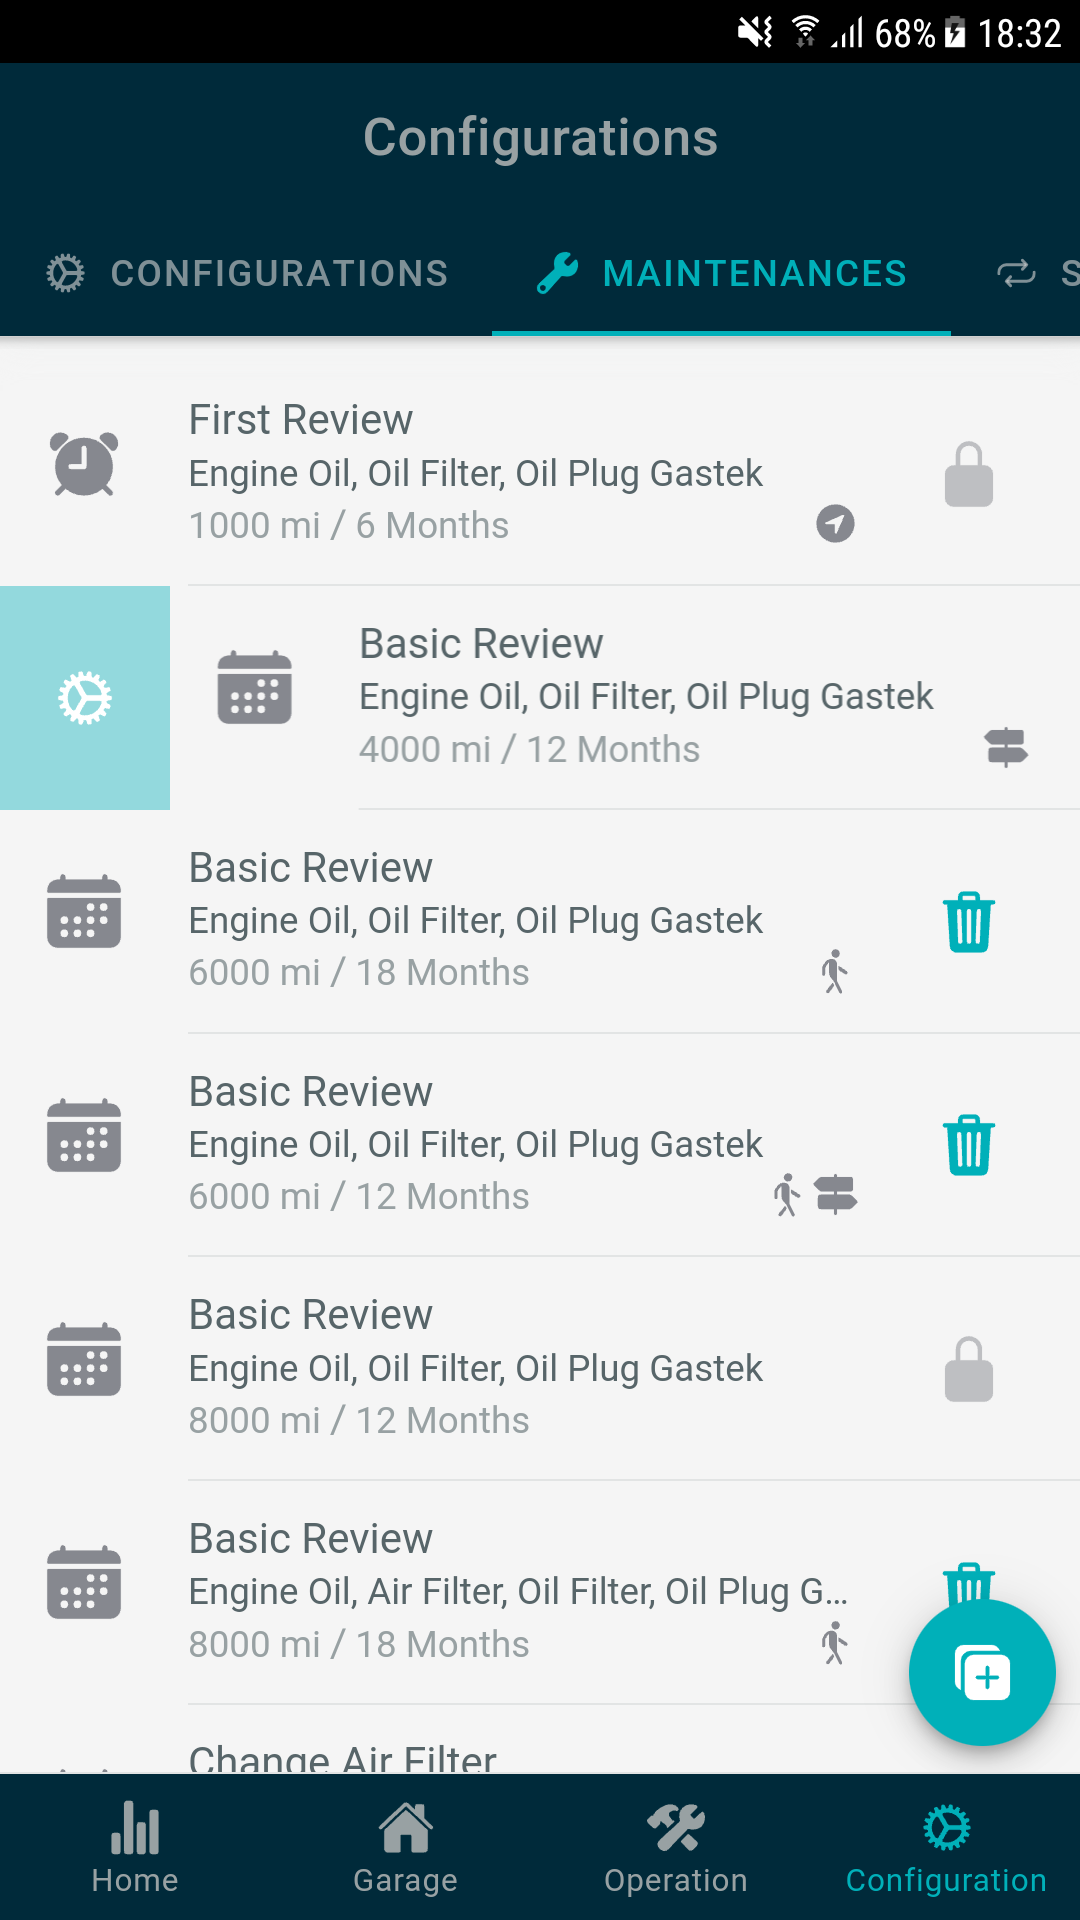 68% 18:32
Configurations
CONFIGURATIONS MAINTENANCES S
First Review
Engine Oil, Oil Filter, Oil Plug Gastek
1000 mi / 6 Months
Basic Review
Engine Oil, Oil Filter, Oil Plug Gastek
4000 mi / 12 Months
Basic Review
Engine Oil, Oil Filter, Oil Plug Gastek
6000 mi / 18 Months
Basic Review
Engine Oil, Oil Filter, Oil Plug Gastek
6000 mi / 12 Months
Basic Review
Engine Oil, Oil Filter, Oil Plug Gastek
8000 mi / 12 Months
Basic Review
Engine Oil, Air Filter, Oil Filter, Oil Plug G...
8000 mi / 18 Months
Change Air Filter
Home Garage Operation Configuration